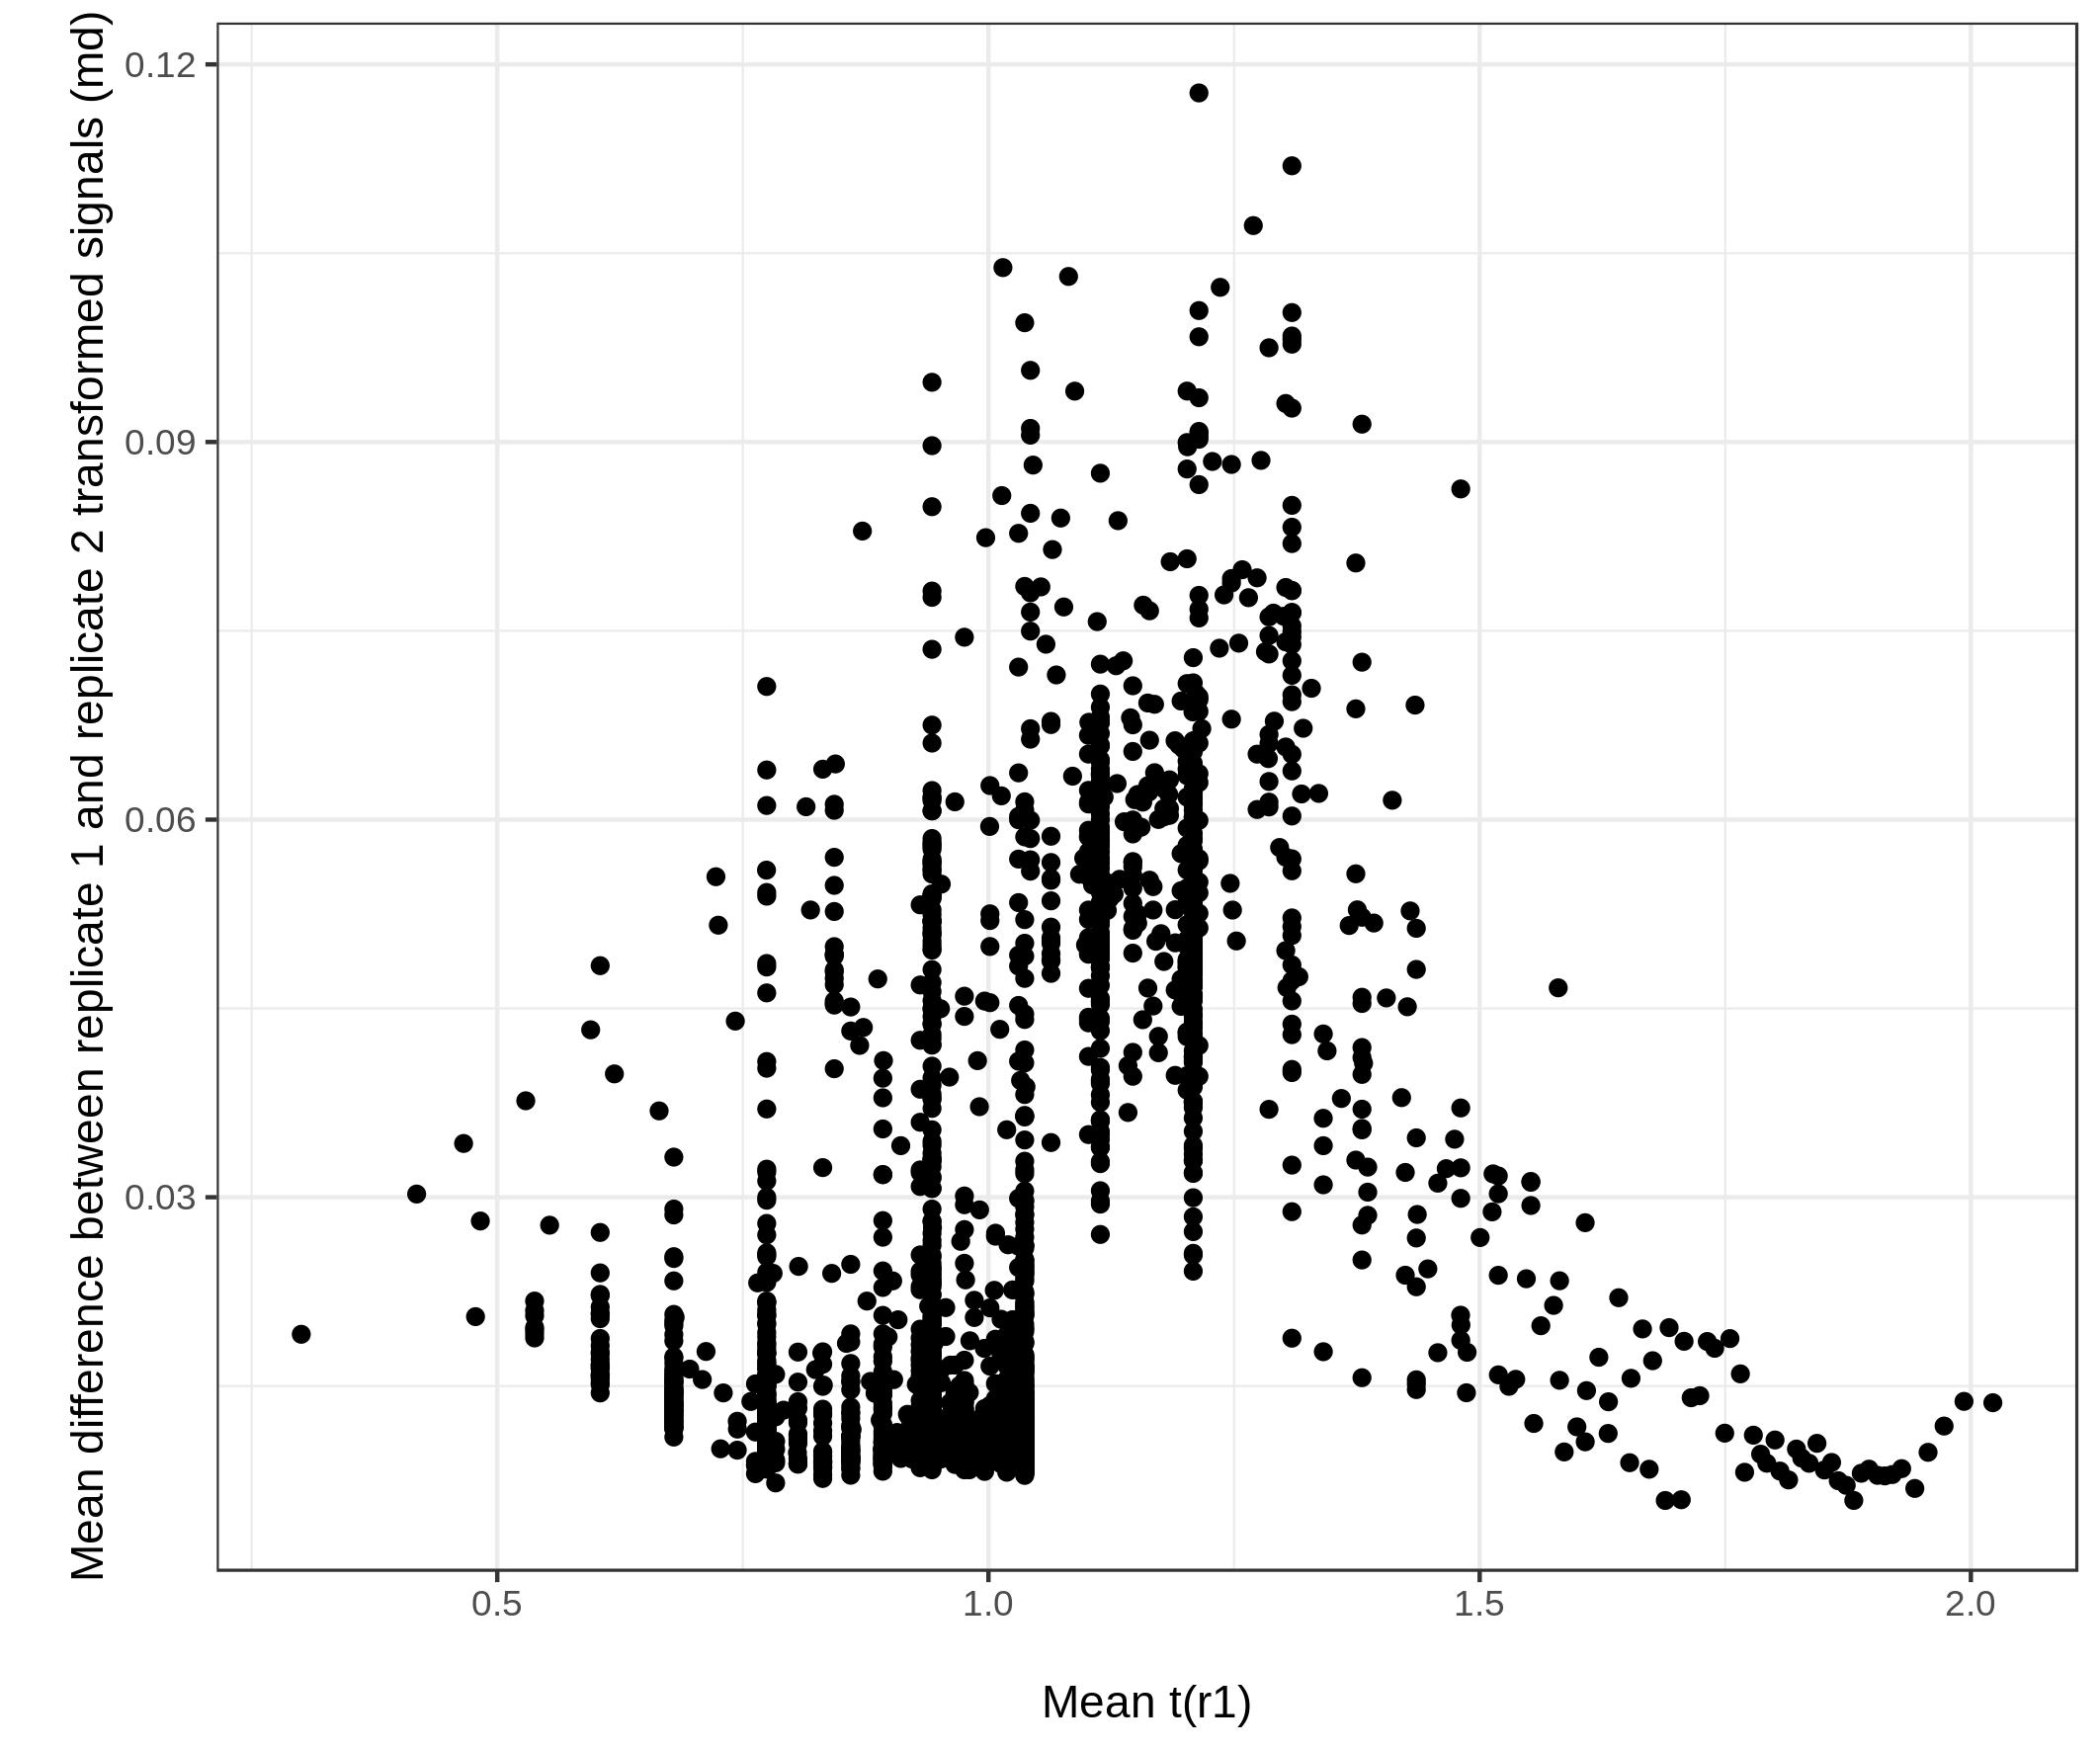 Mean difference between replicate 1 and replicate 2 transformed signals (md)
0.12
0.09
0.06
0.03
0.5 1.0 1.5 2.0
Mean t(r1)